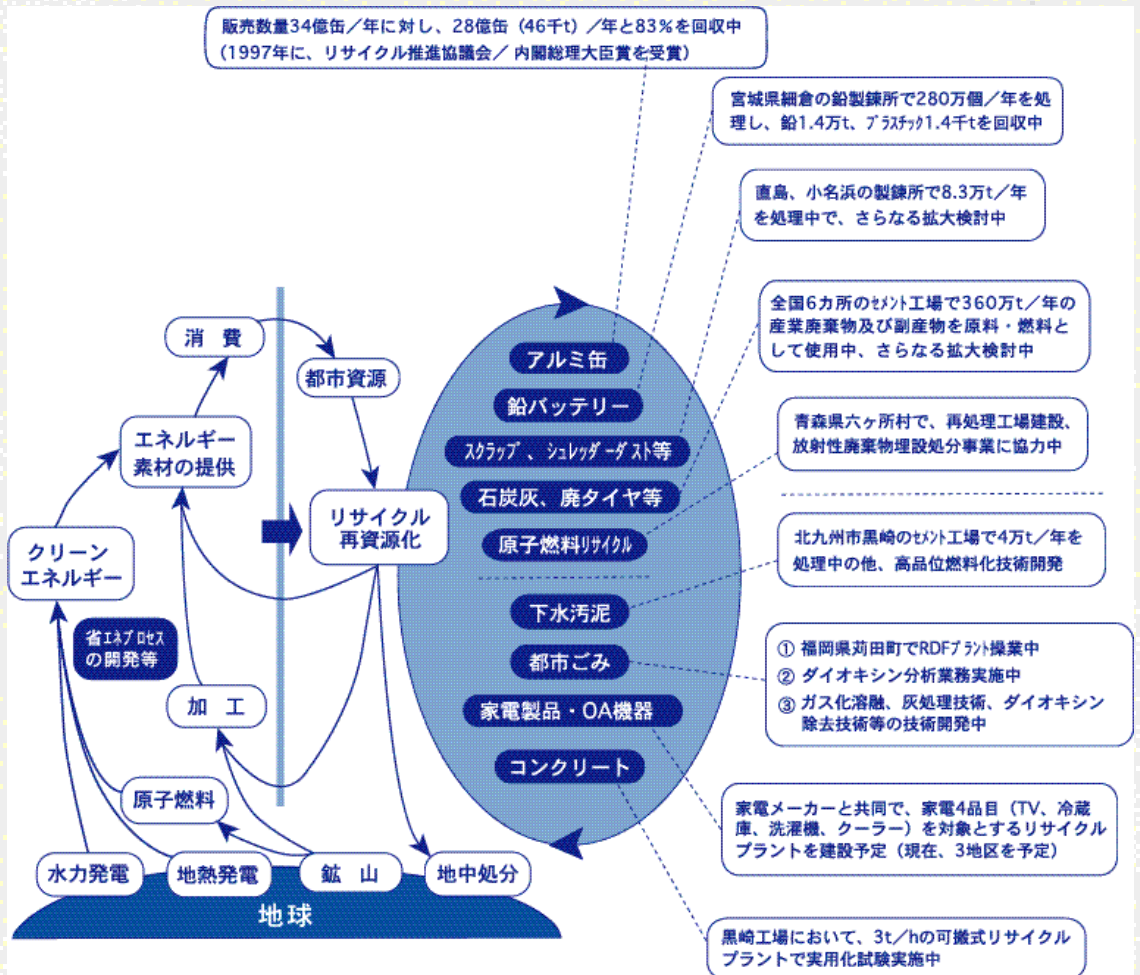 販売数量34億缶／年に対し、28億缶（46千t）／年と83％を回収中
（1997年に、リサイクル推進協議会／内閣総理大臣賞を受賞）
宮城県細倉の鉛製錬所で280万個／年を処
理し、鉛1.4万t、ﾌﾟﾗｽﾁｯｸ1.4千tを回収中
直島、小名浜の製錬所で8.3万t／年
を処理中で、さらなる拡大検討中
全国6カ所のｾﾒﾝﾄ工場で360万t／年の
産業廃棄物及び副産物を原料・燃料と
して使用中、さらなる拡大検討中
青森県六ヶ所村で、再処理工場建設、
放射性廃棄物埋設処分事業に協力中
北九州市黒崎のｾﾒﾝﾄ工場で4万t／年を
処理中の他、高品位燃料化技術開発
① 福岡県苅田町でRDFﾌﾟﾗﾝﾄ操業中
② ダイオキシン分析業務実施中
③ ガス化溶融、灰処理技術、ダイオキシン
除去技術等の技術開発中
家電メーカーと共同で、家電4品目（TV、冷蔵
庫、洗濯機、クーラー）を対象とするリサイクル
プラントを建設予定（現在、3地区を予定）
黒崎工場において、3t／hの可搬式リサイクル
プラントで実用化試験実施中
消　費
都市資源
エネルギー
素材の提供
リサイクル
再資源化
クリーン
エネルギー
省ｴﾈﾌﾟﾛｾｽ
の開発等
加　工
原子燃料
水力発電
地熱発電
鉱　山
地中処分
地球
アルミ缶
鉛バッテリー
ｽｸﾗｯﾌﾟ、ｼｭﾚｯﾀﾞｰﾀﾞｽﾄ等
石炭灰、廃タイヤ等
原子燃料ﾘｻｲｸﾙ
下水汚泥
都市ごみ
家電製品・OA機器
コンクリート